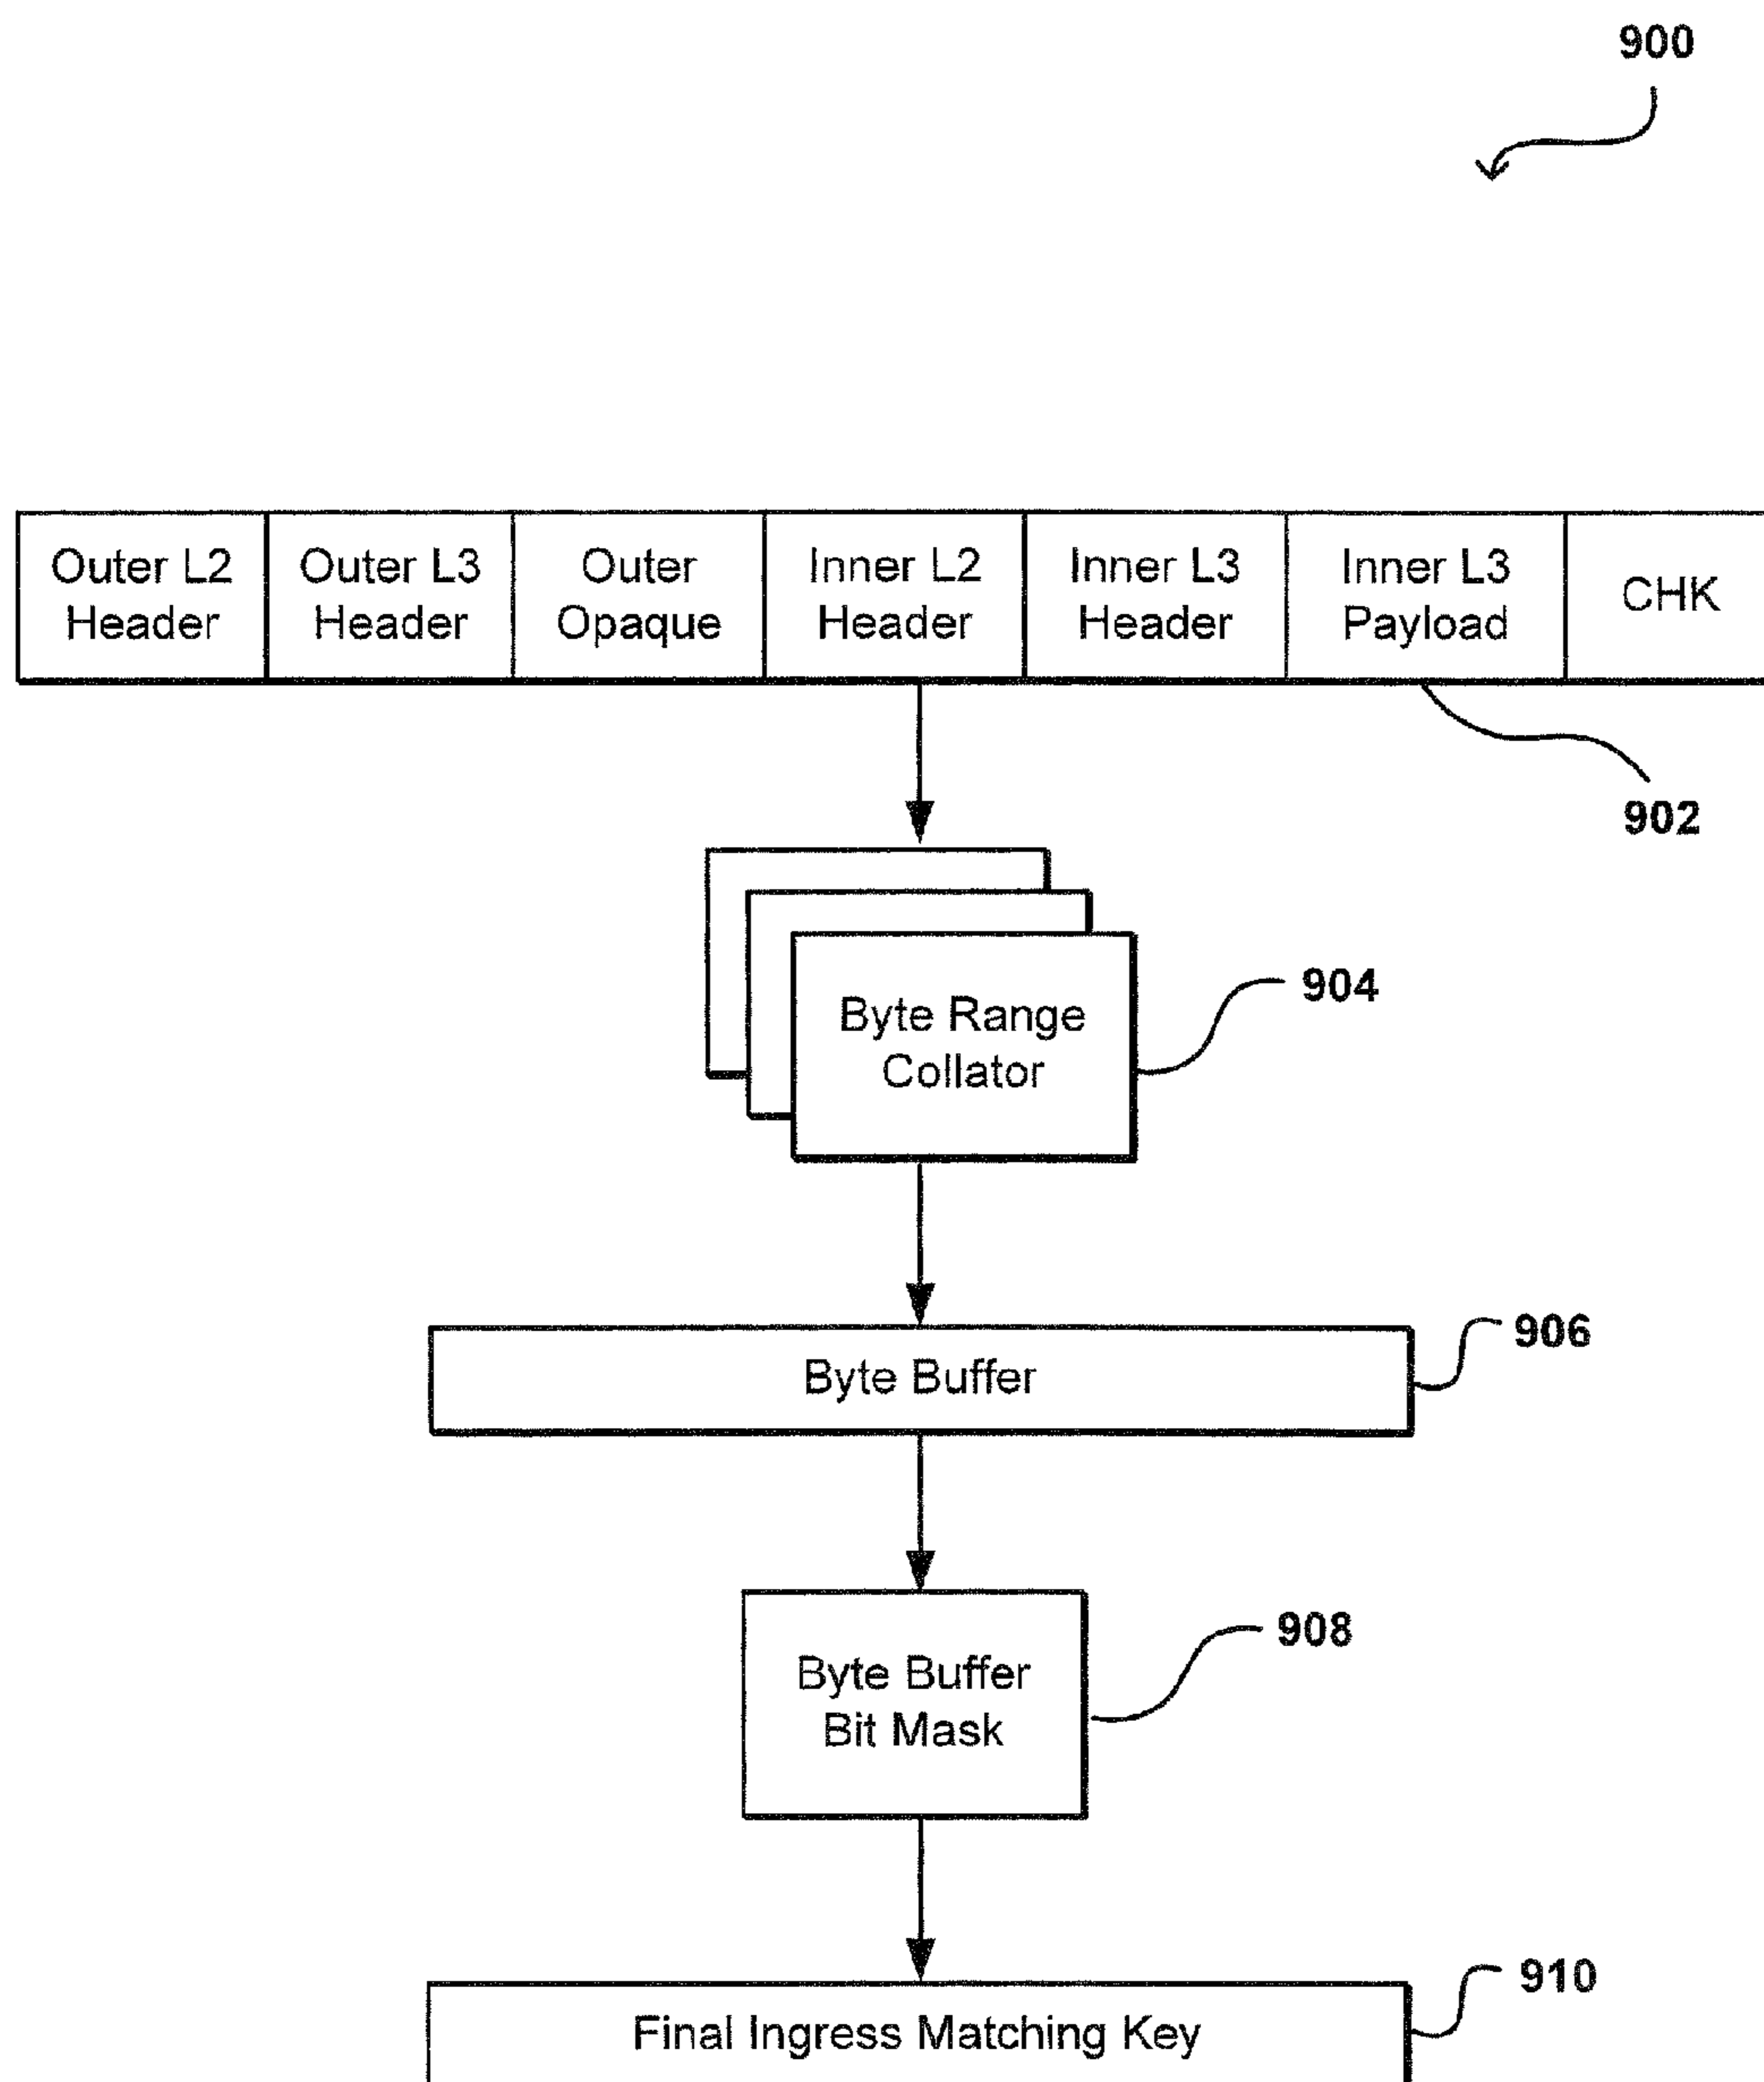 900
Outer L2 Outer L3 Outer Inner L2 Inner L3 Inner L3 CHK
Header Header Opaque Header Header Payload
902
Byte Range
Collator
904
Byte Buffer
906
Byte Buffer
Bit Mask
908
Final Ingress Matching Key
910